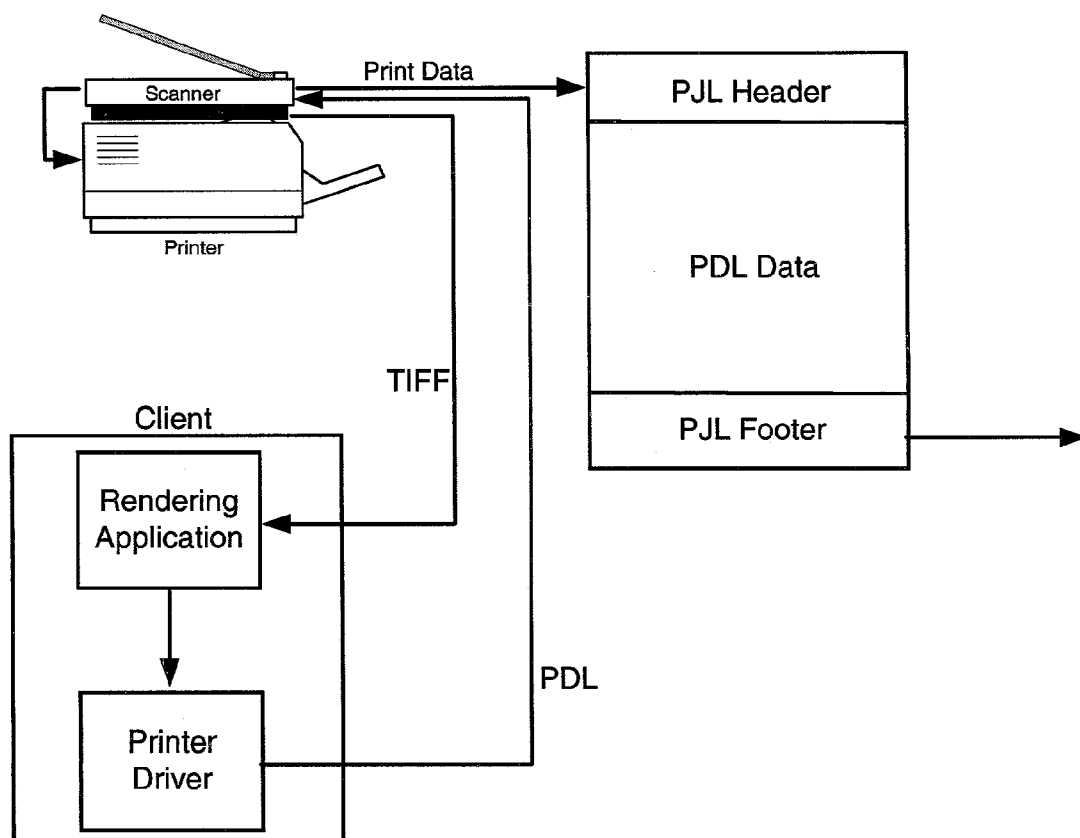 Print Data
Scanner
PJL Header
Printer
PDL Data
TIFF
Client
PJL Footer
Rendering
Application
PDL
Printer
Driver